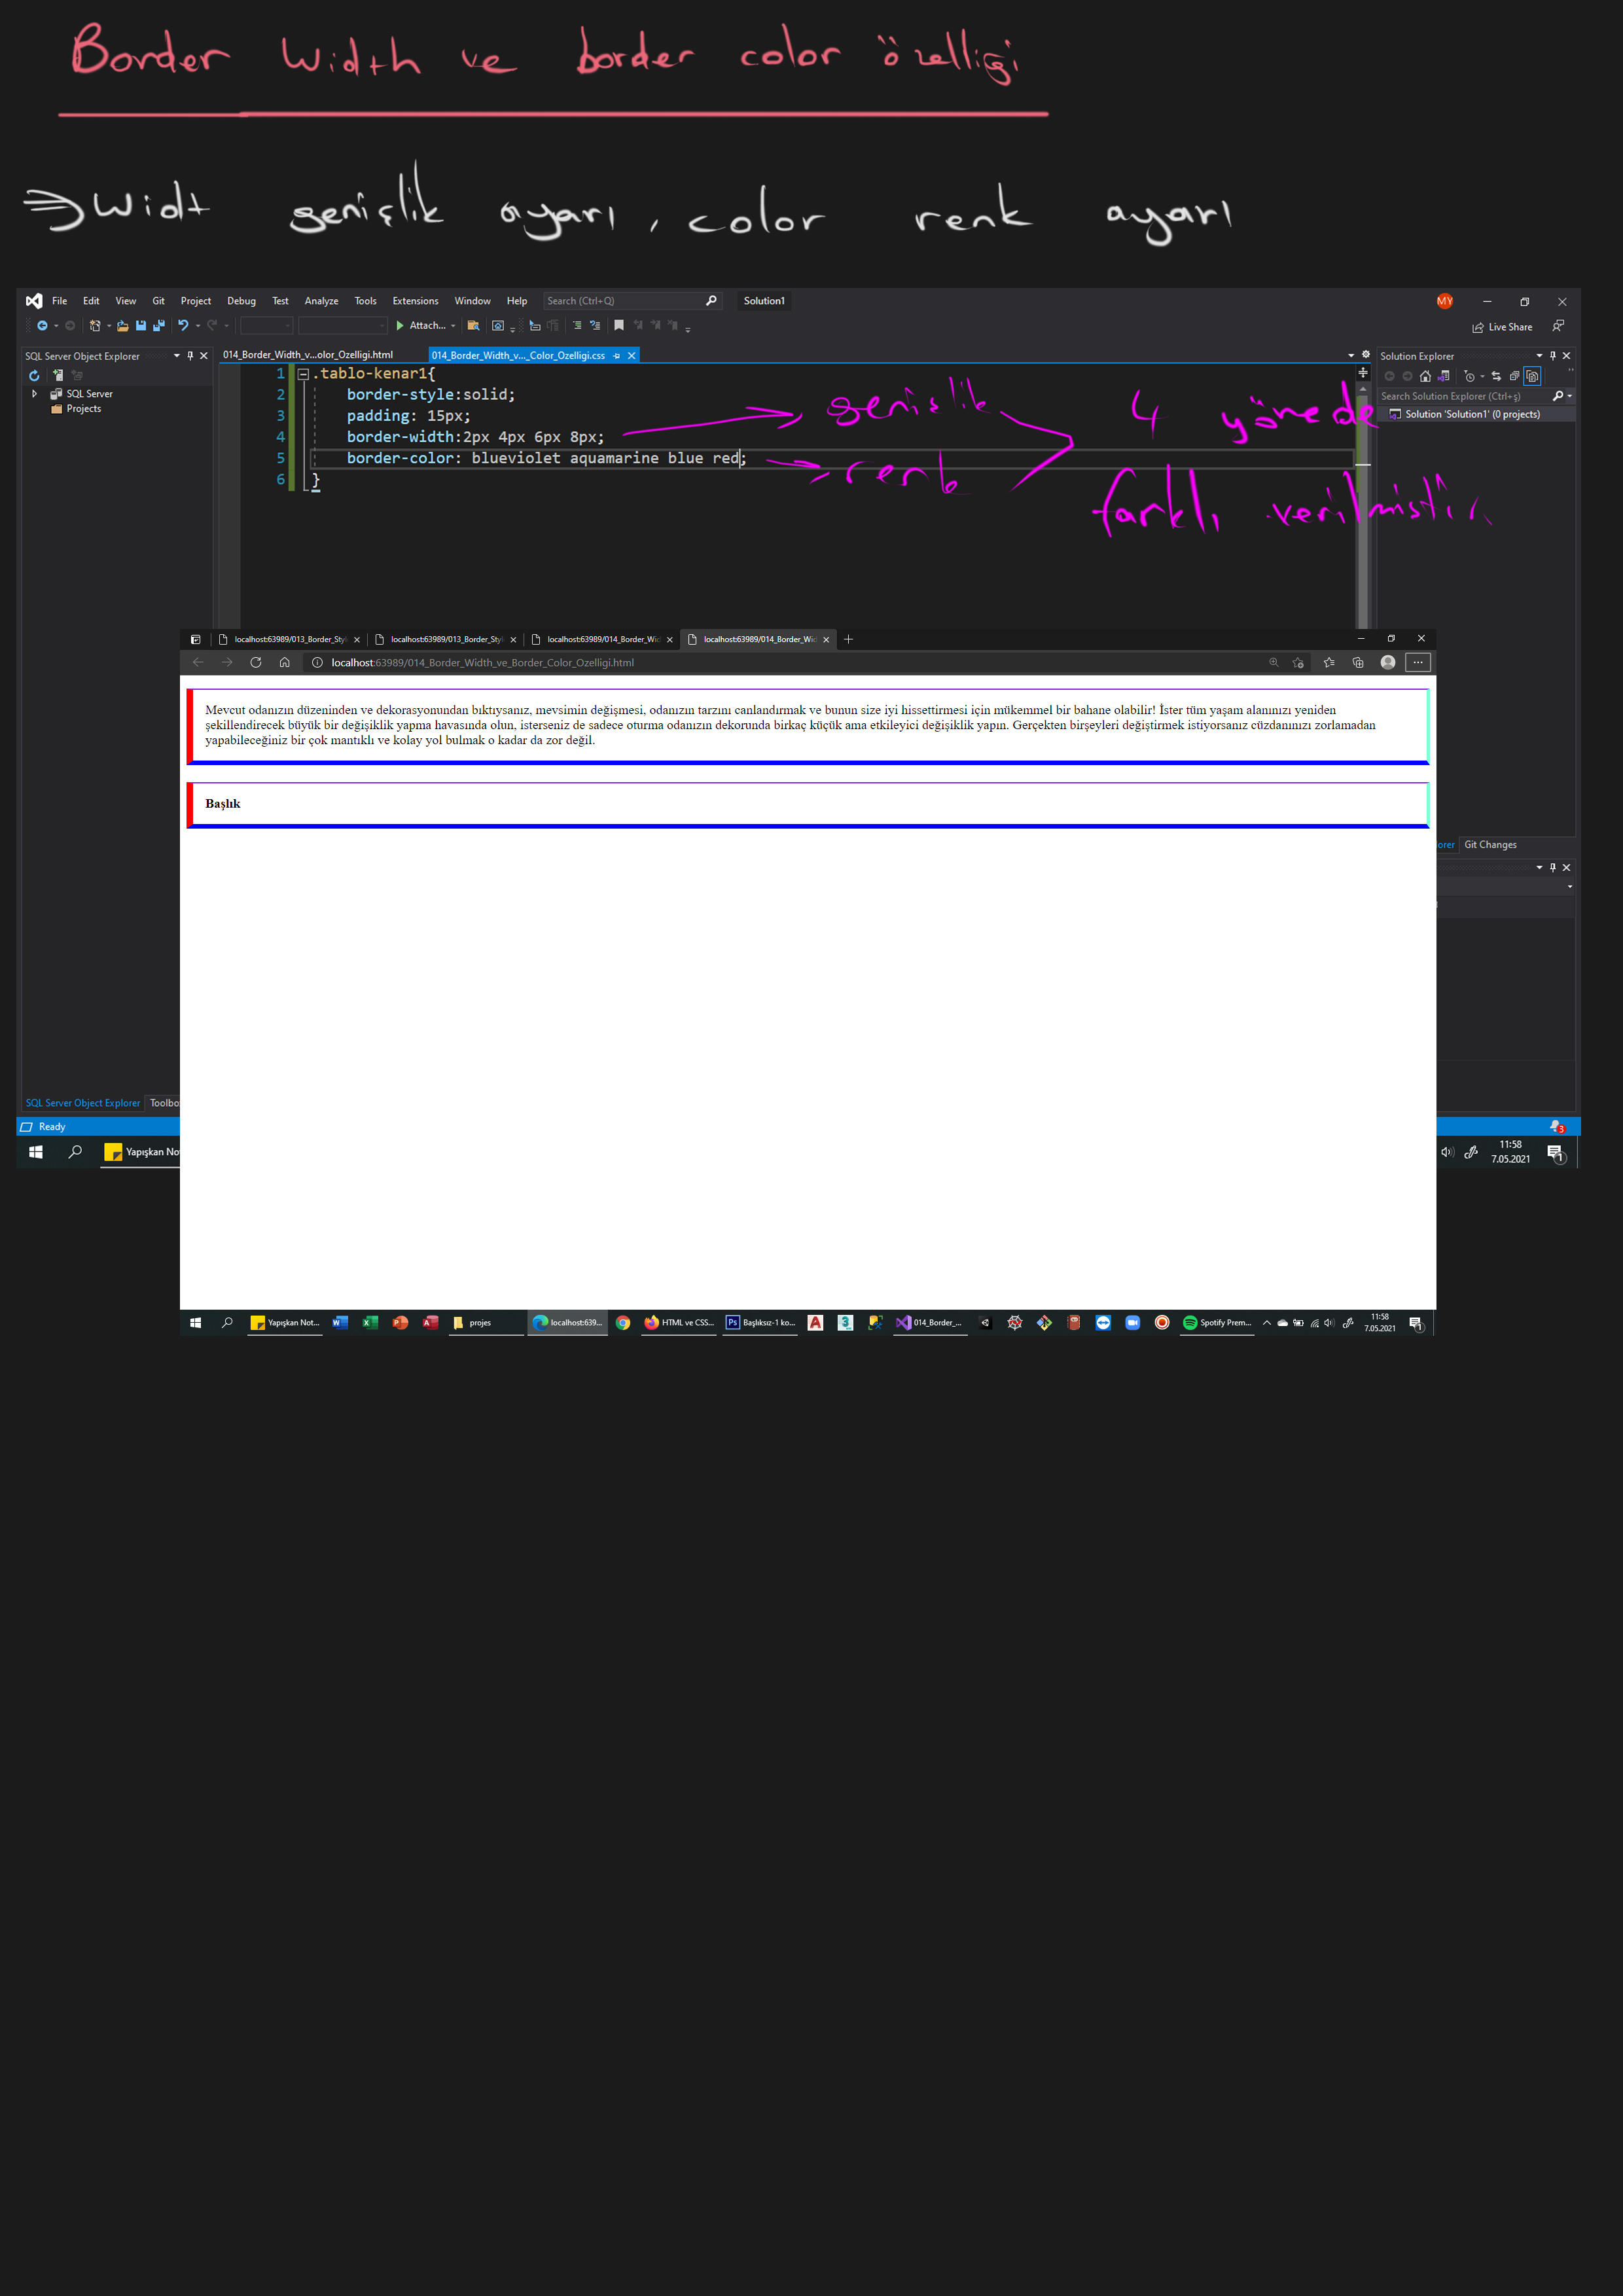 Border Width ve border color özelliği
⇒ Widt genişlik ayarı, color renk ayarı
File Edit View Git Project Debug Test Analyze Tools Extensions Window Help Search (Ctrl+Q) Solution1 MY
Attach... Live Share
SQL Server Object Explorer
SQL Server
Projects
014_Border_Width_v...olor_Ozelligi.html 014_Border_Width_v..._Color_Ozelligi.css
1 .tablo-kenar1{
2 border-style:solid;
3 padding: 15px;
4 border-width:2px 4px 6px 8px;
5 border-color: blueviolet aquamarine blue red;
6 }
genişlik
renk
4 yönede
farklı verilmiştir.
Solution Explorer
Search Solution Explorer (Ctrl+ş)
Solution 'Solution1' (0 projects)
localhost:63989/013_Border_Sty localhost:63989/013_Border_Sty localhost:63989/014_Border_Wid localhost:63989/014_Border_Wid
localhost:63989/014_Border_Width_ve_Border_Color_Ozelligi.html
Mevcut odanızın düzeninden ve dekorasyonundan bıktıysanız, mevsimin değişmesi, odanızın tarzını canlandırmak ve bunun size iyi hissettirmesi için mükemmel bir bahane olabilir! İster tüm yaşam alanınızı yeniden
şekillendirecek büyük bir değişiklik yapma havasında olun, isterseniz de sadece oturma odanızın dekorunda birkaç küçük ama etkileyici değişiklik yapın. Gerçekten birşeyleri değiştirmek istiyorsanız cüzdanınızı zorlamadan
yapabileceğiniz bir çok mantıklı ve kolay yol bulmak o kadar da zor değil.
Başlık
orer Git Changes
SQL Server Object Explorer Toolbo
Ready 3
Yapışkan No
11:58
7.05.2021
1
Yapışkan Not... projes localhost:639... HTML ve CSS... Ps Başlıksız-1 ko... 014_Border_... Spotify Prem...
11:58
7.05.2021
1